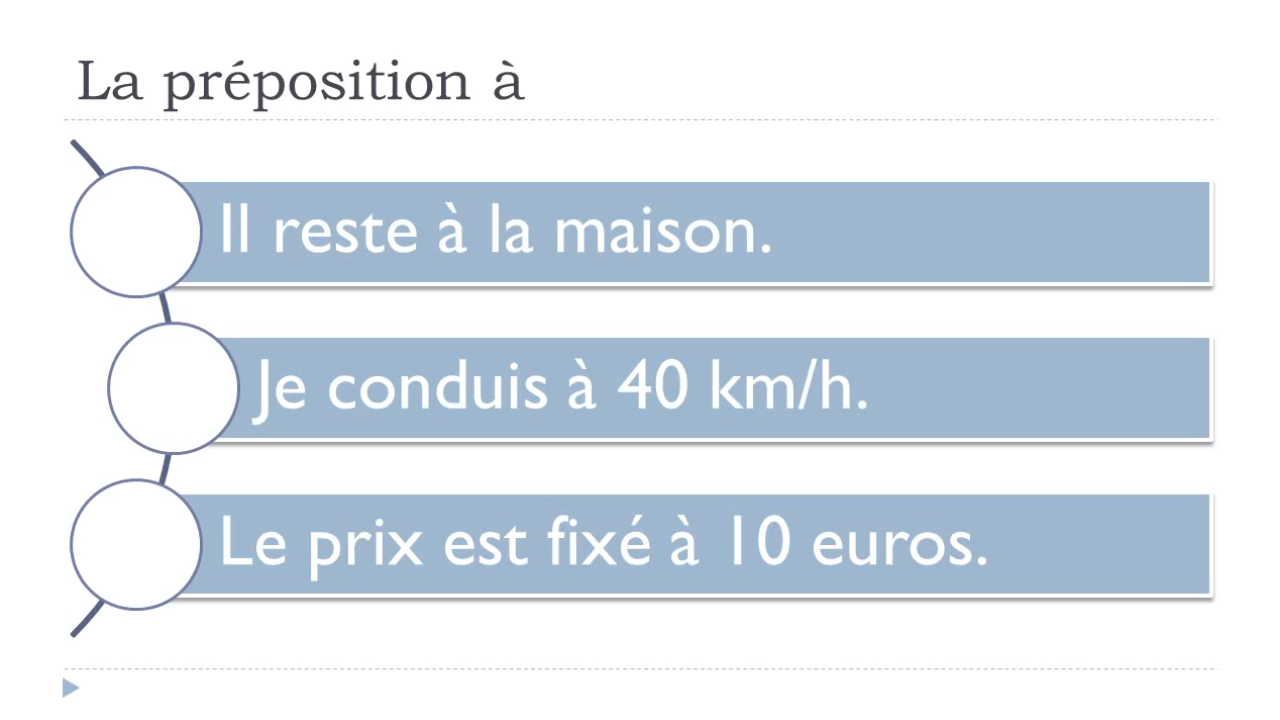 La préposition à
Il reste à la maison.
Je conduis à 40 km/h.
Le prix est fixé à 10 euros.